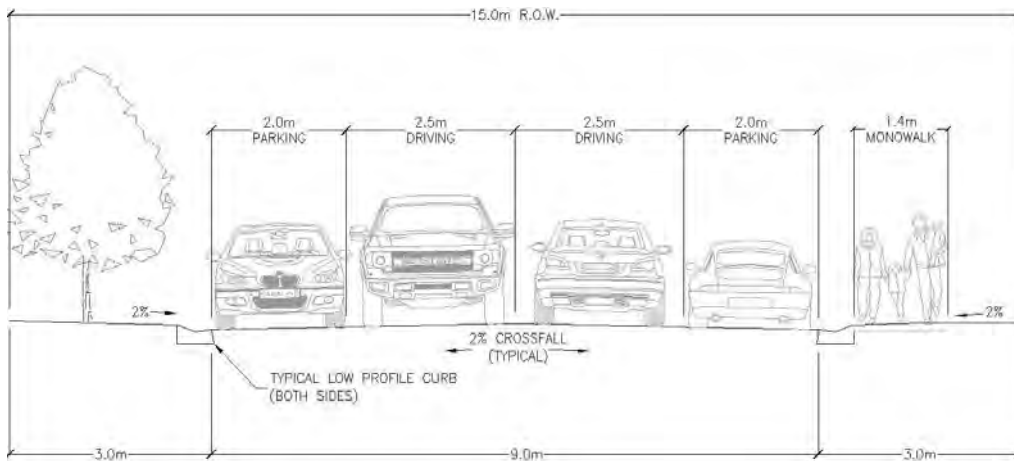 15.0m R.O.W.
2.0m
PARKING
2.5m
DRIVING
2.5m
DRIVING
2.0m
PARKING
1.4m
MONOWALK
2%
2%
2% CROSSFALL
(TYPICAL)
TYPICAL LOW PROFILE CURB
(BOTH SIDES)
3.0m
9.0m
3.0m